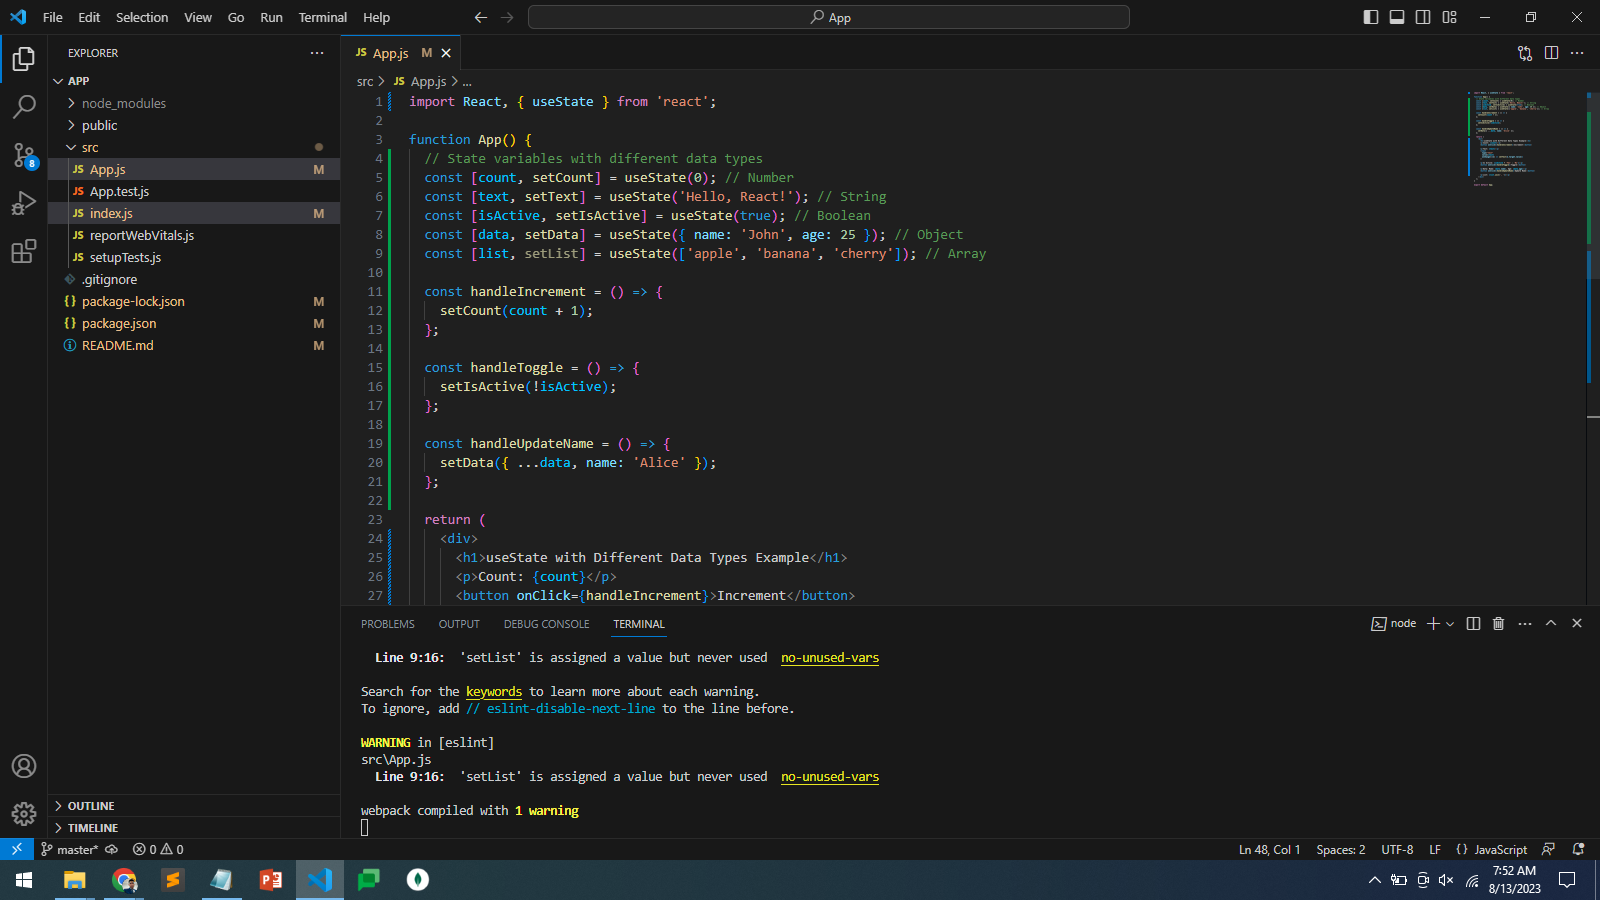 File Edit Selection View Go Run Terminal Help
App
EXPLORER
APP
node_modules
public
src
JS App.js M
JS App.test.js
JS index.js M
JS reportWebVitals.js
JS setupTests.js
.gitignore
{} package-lock.json M
{} package.json M
README.md M
OUTLINE
TIMELINE
8
JS App.js M
src > JS App.js > ...
1 import React, { useState } from 'react';
2
3 function App() {
4 // State variables with different data types
5 const [count, setCount] = useState(0); // Number
6 const [text, setText] = useState('Hello, React!'); // String
7 const [isActive, setIsActive] = useState(true); // Boolean
8 const [data, setData] = useState({ name: 'John', age: 25 }); // Object
9 const [list, setList] = useState(['apple', 'banana', 'cherry']); // Array
10
11 const handleIncrement = () => {
12 setCount(count + 1);
13 };
14
15 const handleToggle = () => {
16 setIsActive(!isActive);
17 };
18
19 const handleUpdateName = () => {
20 setData({ ...data, name: 'Alice' });
21 };
22
23 return (
24 <div>
25 <h1>useState with Different Data Types Example</h1>
26 <p>Count: {count}</p>
27 <button onClick={handleIncrement}>Increment</button>
PROBLEMS OUTPUT DEBUG CONSOLE TERMINAL
node
Line 9:16: 'setList' is assigned a value but never used no-unused-vars
Search for the keywords to learn more about each warning.
To ignore, add // eslint-disable-next-line to the line before.
WARNING in [eslint]
src\App.js
Line 9:16: 'setList' is assigned a value but never used no-unused-vars
webpack compiled with 1 warning
master* 0 0
Ln 48, Col 1 Spaces: 2 UTF-8 LF {} JavaScript
7:52 AM
8/13/2023